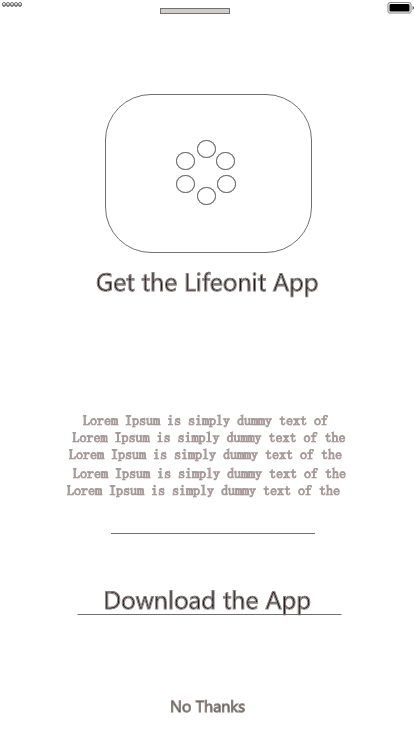 Get the Lifeonit App
Lorem Ipsum is simply dummy text of
Lorem Ipsum is simply dummy text of the
Lorem Ipsum is simply dummy text of the
Lorem Ipsum is simply dummy text of the
Lorem Ipsum is simply dummy text of the
Download the App
No Thanks